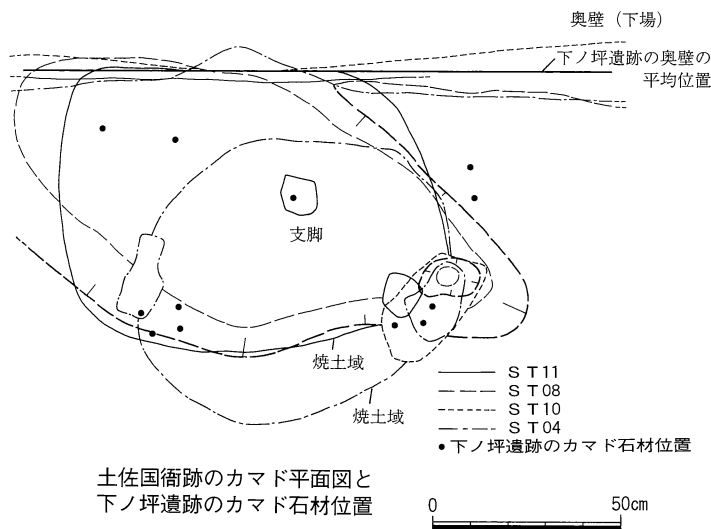 奥壁（下場）
下ノ坪遺跡の奥壁の
平均位置
支脚
焼土域
焼土域
ST11
ST08
ST10
ST04
●下ノ坪遺跡のカマド石材位置
土佐国衙跡のカマド平面図と
下ノ坪遺跡のカマド石材位置
0 50cm